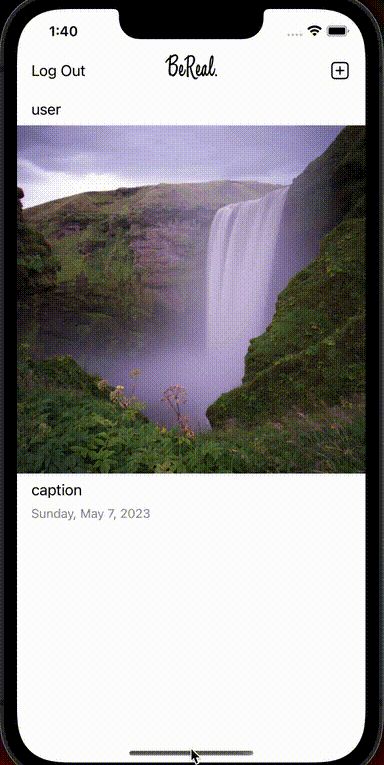 1:40
Log Out BeReal.
user
caption
Sunday, May 7, 2023